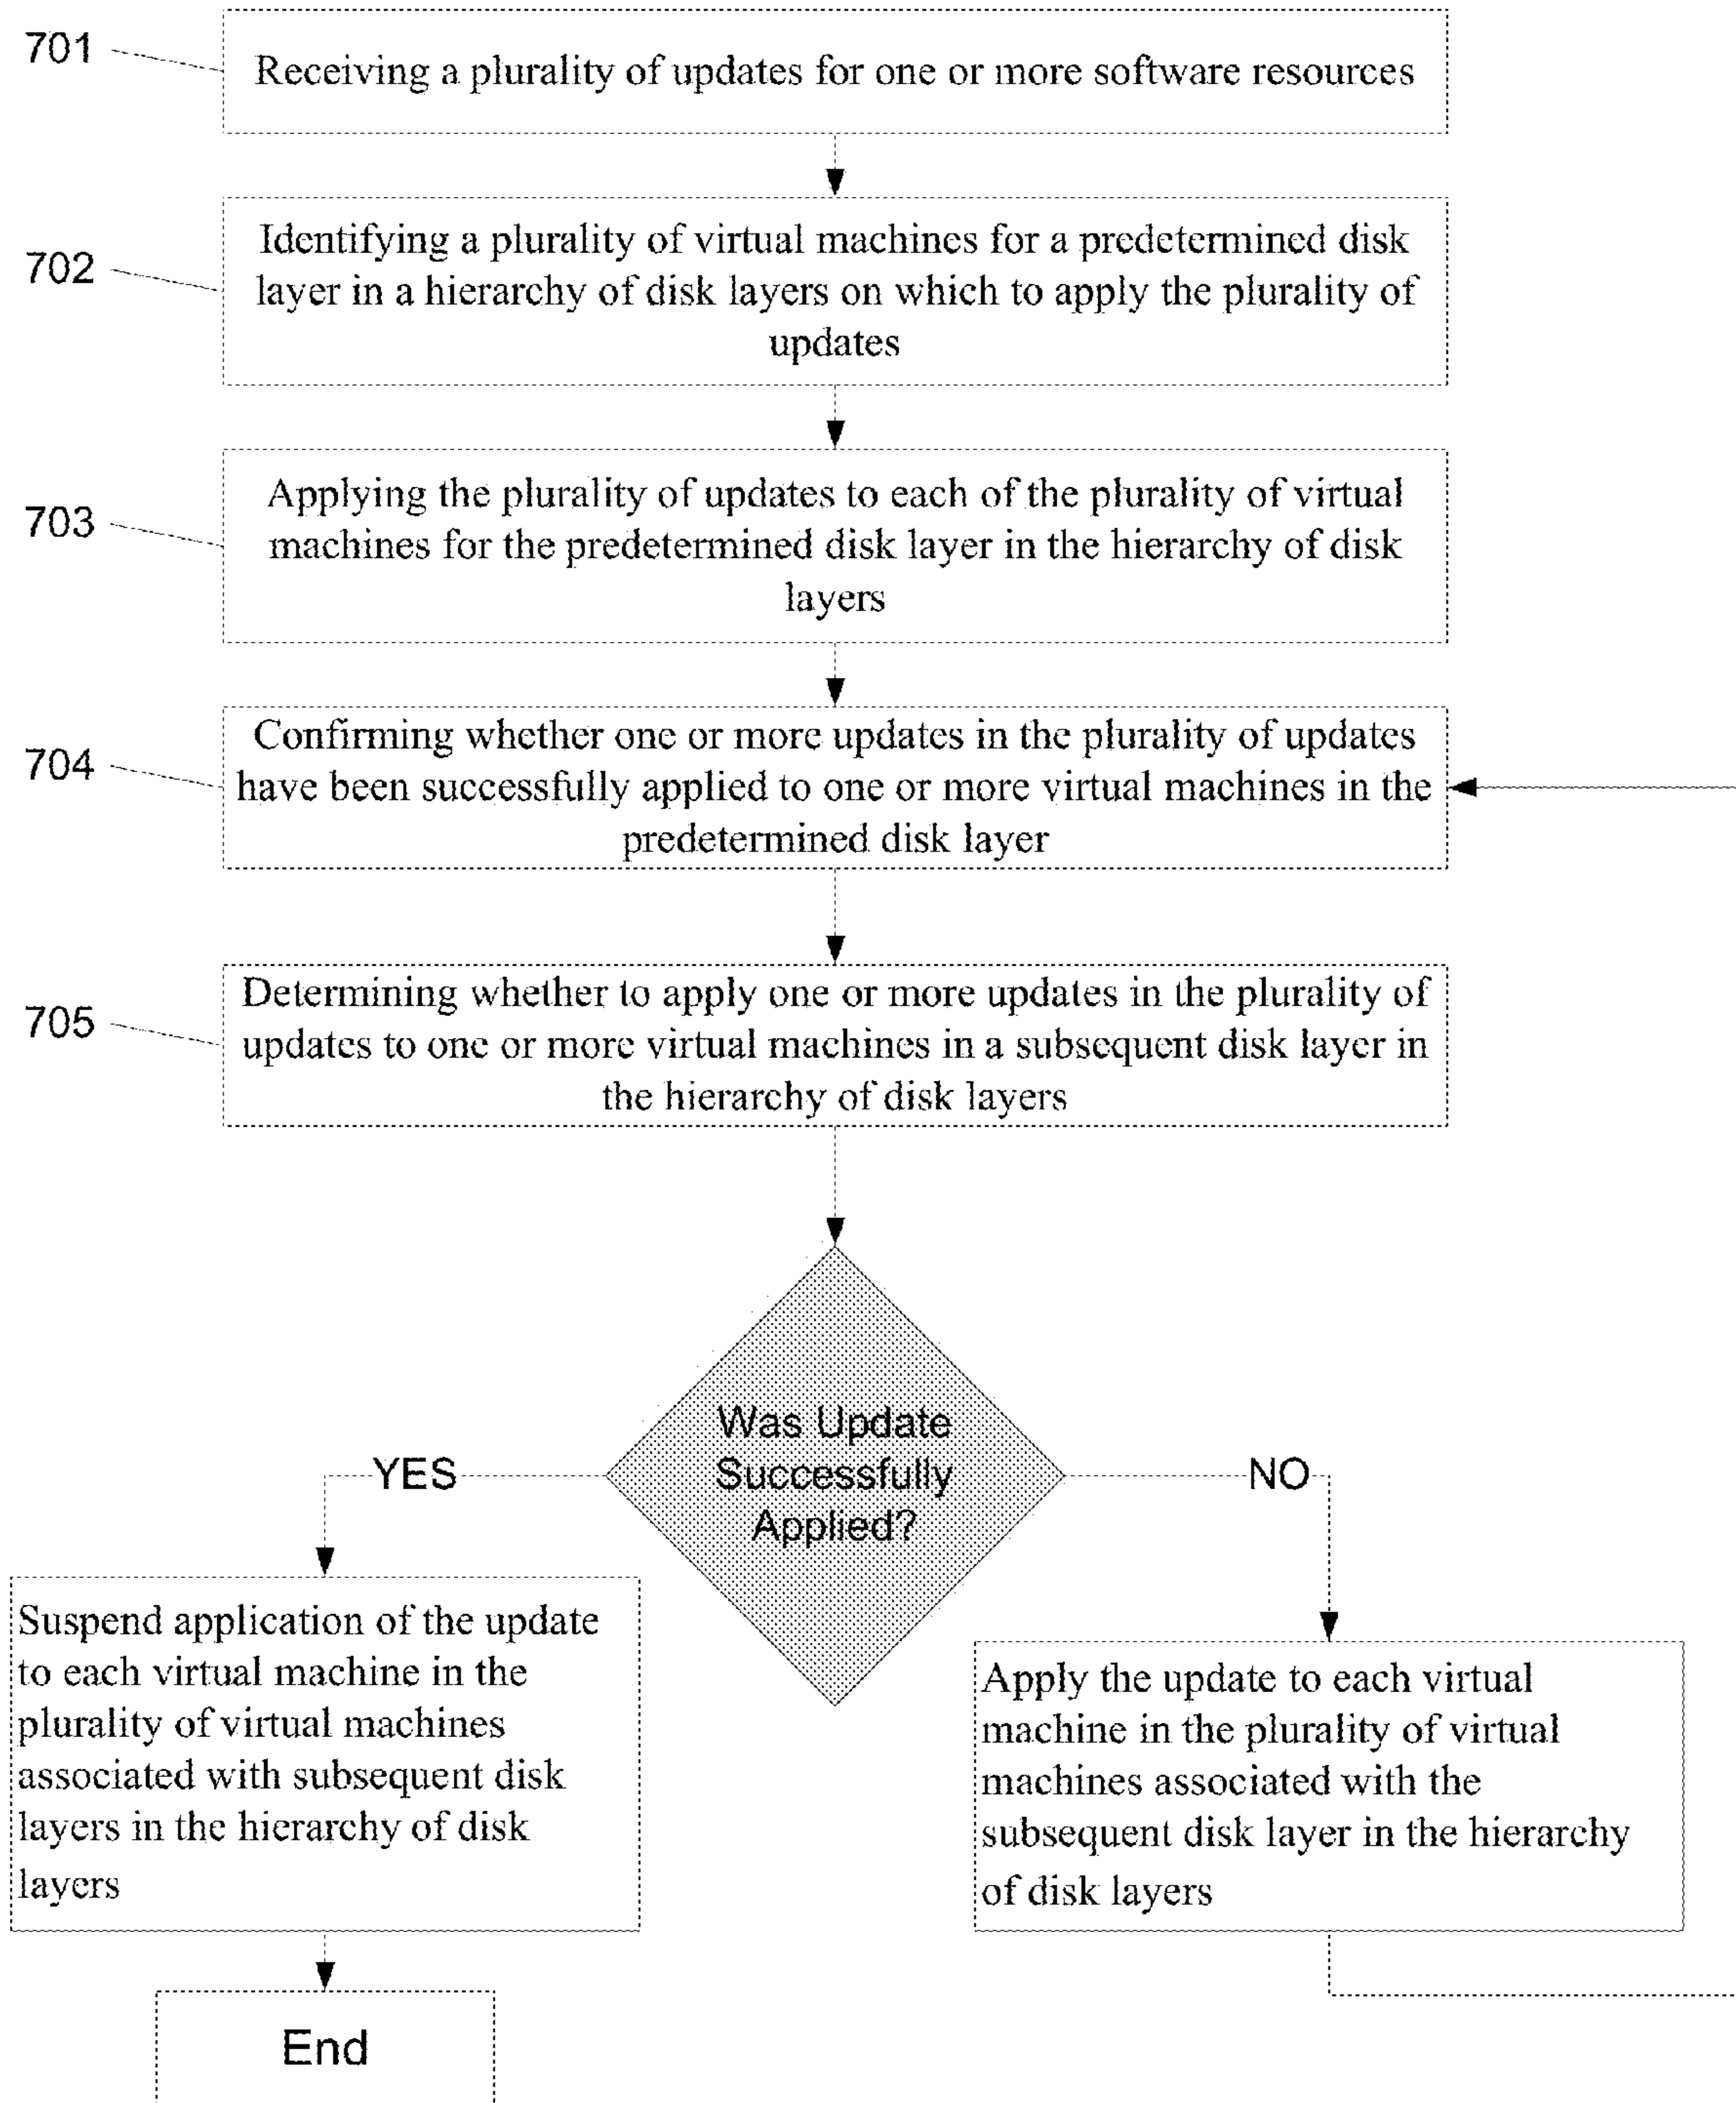 701
Receiving a plurality of updates for one or more software resources
702
Identifying a plurality of virtual machines for a predetermined disk
layer in a hierarchy of disk layers on which to apply the plurality of
updates
703
Applying the plurality of updates to each of the plurality of virtual
machines for the predetermined disk layer in the hierarchy of disk
layers
704
Confirming whether one or more updates in the plurality of updates
have been successfully applied to one or more virtual machines in the
predetermined disk layer
705
Determining whether to apply one or more updates in the plurality of
updates to one or more virtual machines in a subsequent disk layer in
the hierarchy of disk layers
Was Update
Successfully
Applied?
YES
NO
Suspend application of the update
to each virtual machine in the
plurality of virtual machines
associated with subsequent disk
layers in the hierarchy of disk
layers
Apply the update to each virtual
machine in the plurality of virtual
machines associated with the
subsequent disk layer in the hierarchy
of disk layers
End